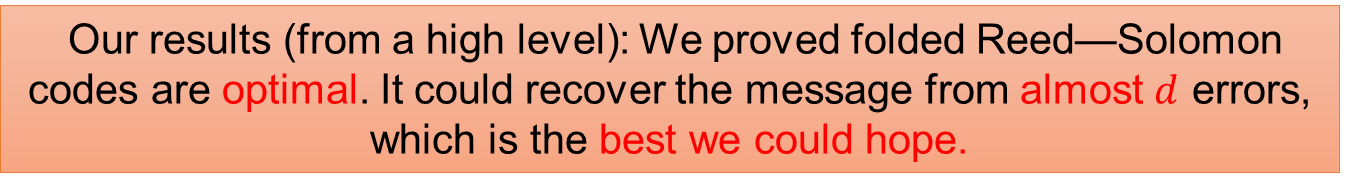 Our results (from a high level): We proved folded Reed—Solomon
codes are optimal. It could recover the message from almost 𝑑 errors,
which is the best we could hope.